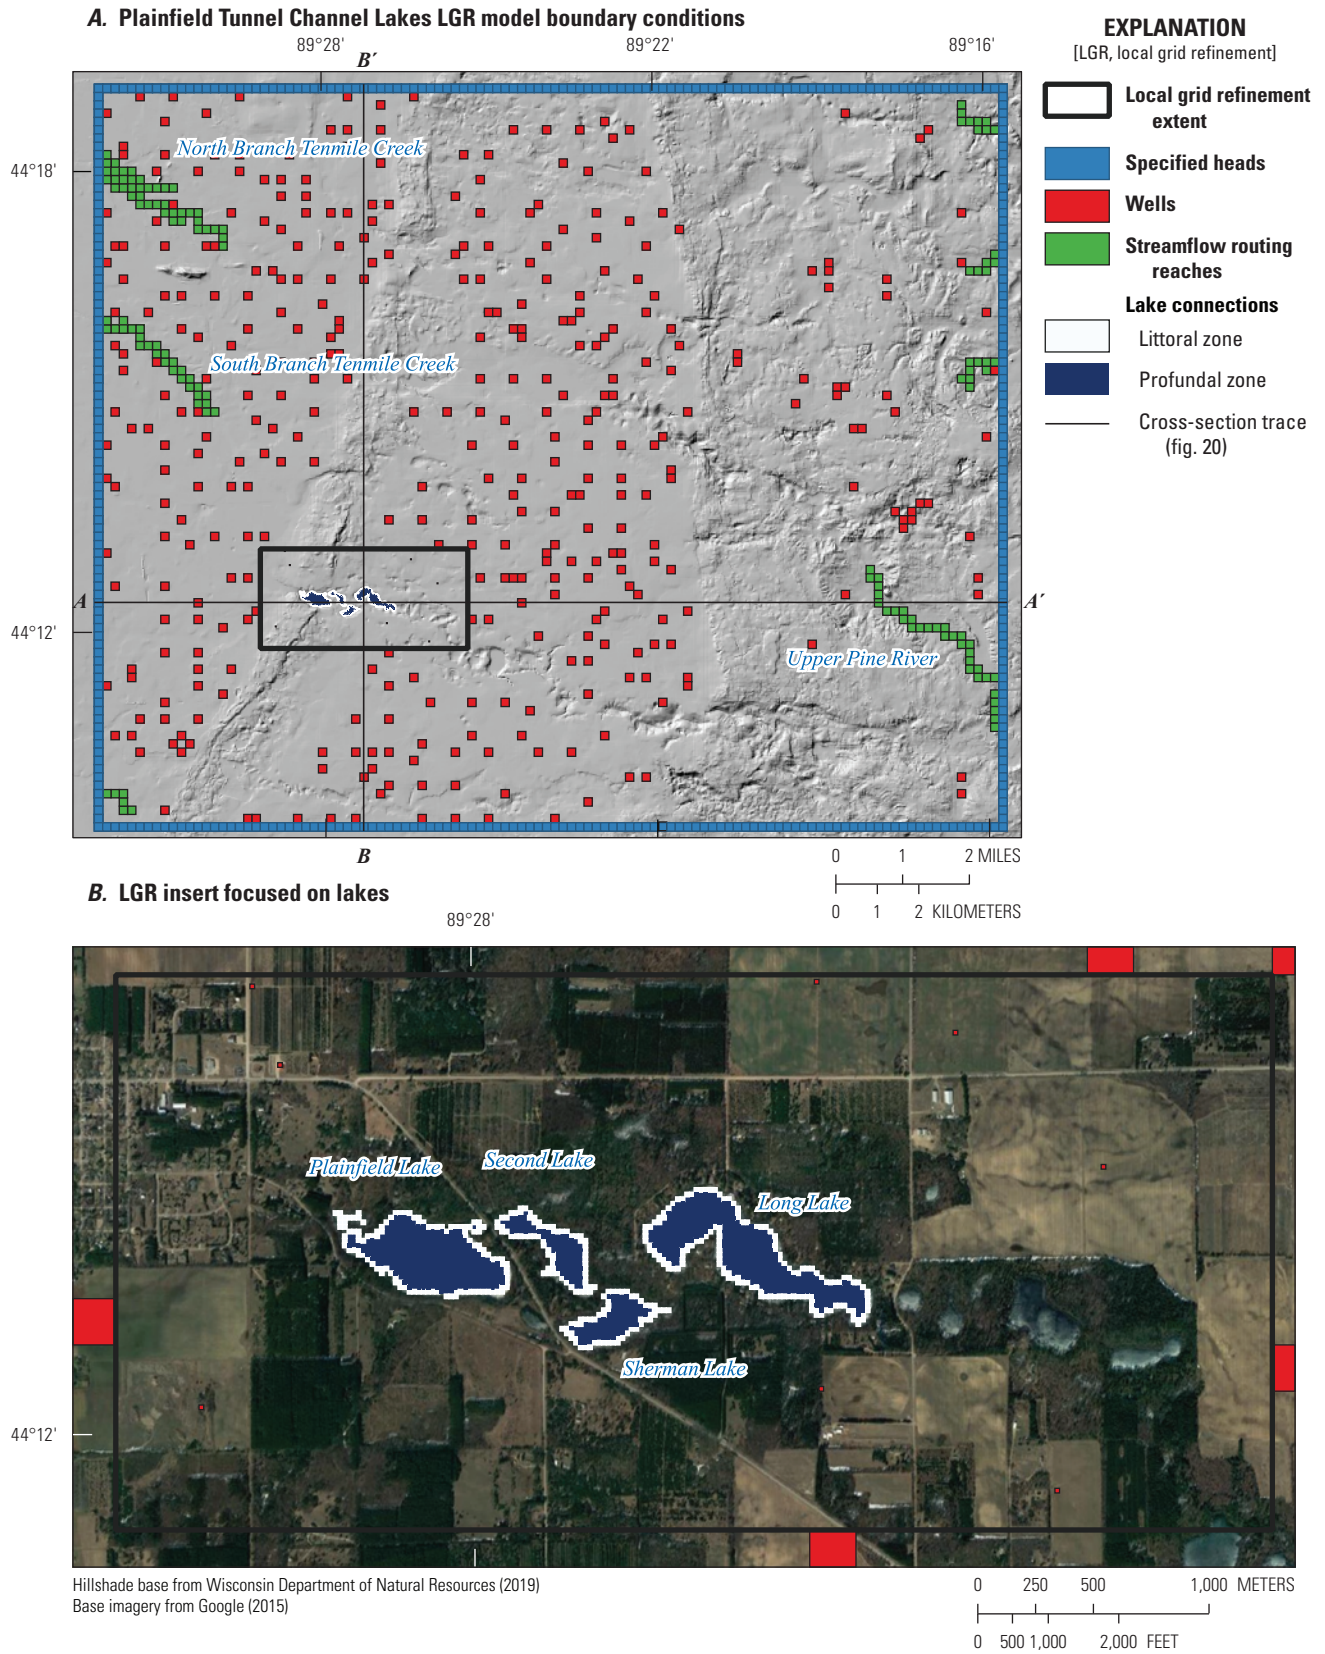 A. Plainfield Tunnel Channel Lakes LGR model boundary conditions
89°28'
89°22'
89°16'
B′
44°18'
North Branch Tenmile Creek
South Branch Tenmile Creek
A
A′
44°12'
Upper Pine River
B
0 1 2 MILES
0 1 2 KILOMETERS
EXPLANATION
[LGR, local grid refinement]
Local grid refinement
extent
Specified heads
Wells
Streamflow routing
reaches
Lake connections
Littoral zone
Profundal zone
Cross-section trace
(fig. 20)
B. LGR insert focused on lakes
89°28'
Plainfield Lake
Second Lake
Long Lake
Sherman Lake
44°12'
Hillshade base from Wisconsin Department of Natural Resources (2019)
Base imagery from Google (2015)
0 250 500 1,000 METERS
0 500 1,000 2,000 FEET